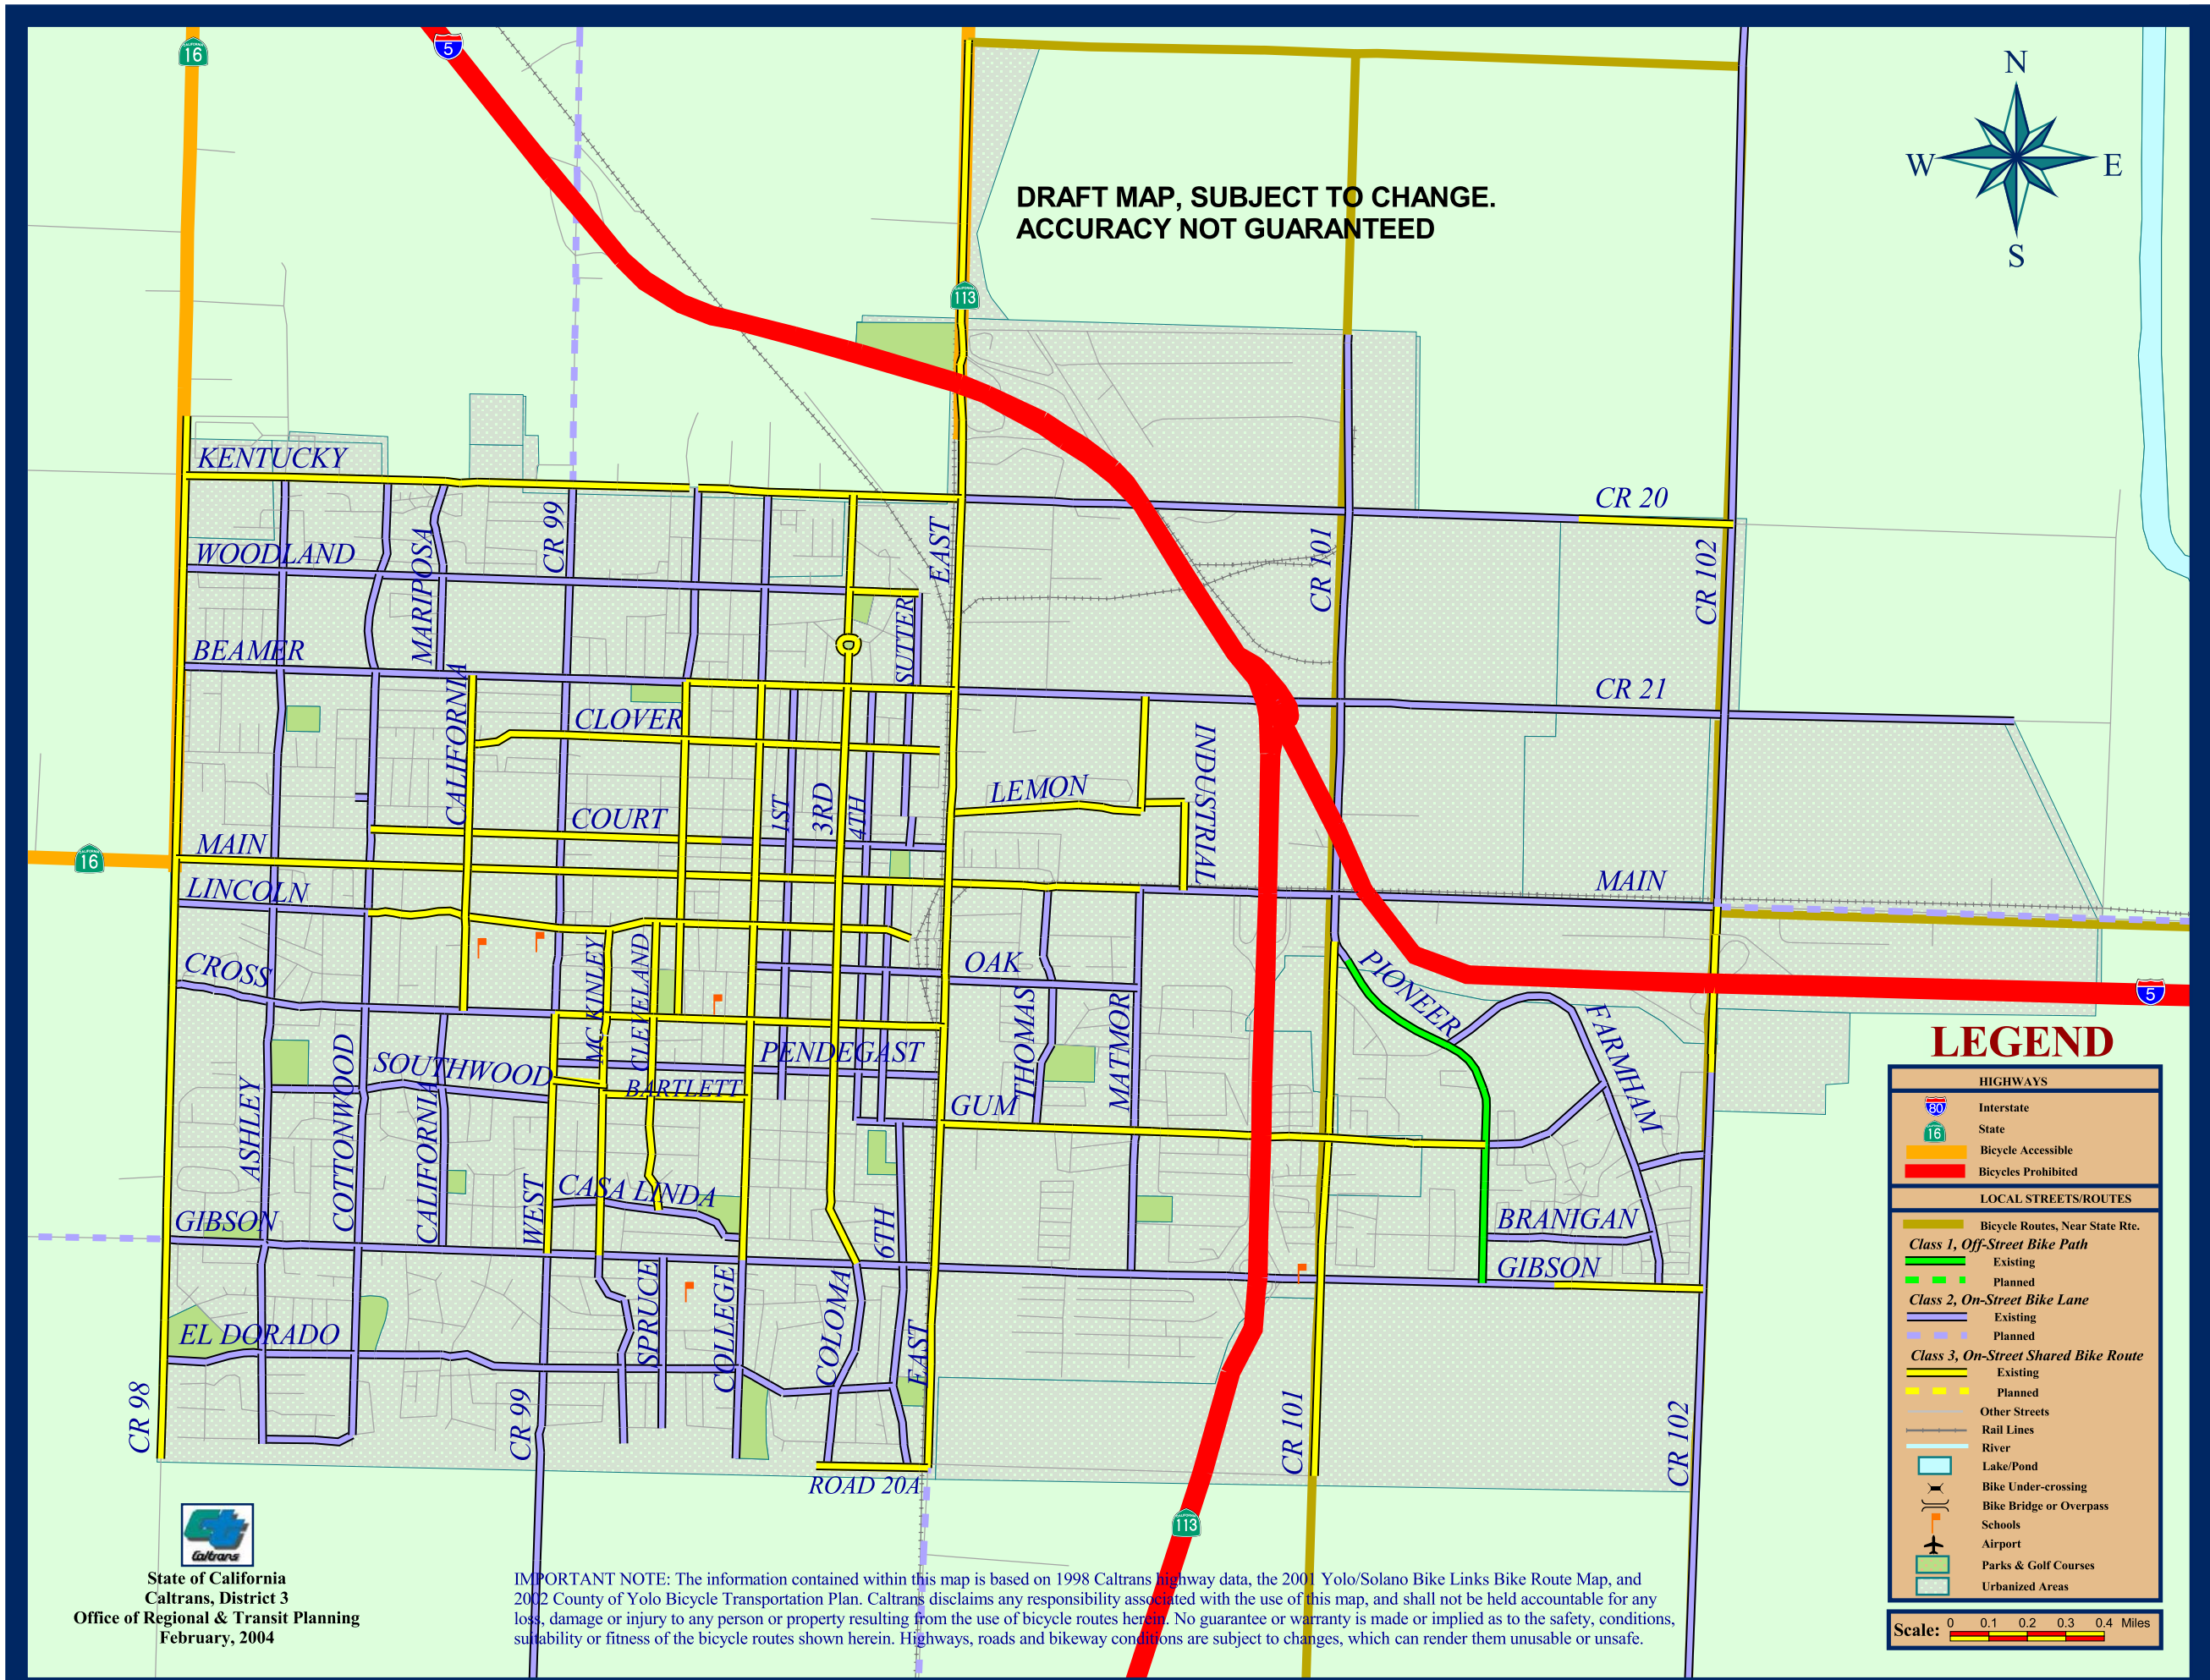 16
5
N
W E
S
DRAFT MAP, SUBJECT TO CHANGE.
ACCURACY NOT GUARANTEED
113
KENTUCKY
CR 99
EAST
CR 20
WOODLAND
MARIPOSA
CR 101
CR 102
SUTTER
BEAMER
CR 21
CALIFORNIA
CLOVER
INDUSTRIAL
LEMON
1ST
3RD
4TH
COURT
MAIN
16
MAIN
LINCOLN
CROSS
MC KINLEY
CLEVELAND
OAK
PIONEER
5
THOMAS
MATMOR
FARMHAM
SOUTHWOOD
PENDEGAST
BARTLETT
GUM
ASHLEY
COTTONWOOD
CALIFORNIA
WEST
CASA LINDA
6TH
GIBSON
BRANIGAN
GIBSON
SPRUCE
COLLEGE
COLOMA
EAST
EL DORADO
CR 98
CR 99
CR 101
CR 102
ROAD 20A
113
LEGEND
HIGHWAYS
80 Interstate
16 State
Bicycle Accessible
Bicycles Prohibited
LOCAL STREETS/ROUTES
Bicycle Routes, Near State Rte.
Class 1, Off-Street Bike Path
Existing
Planned
Class 2, On-Street Bike Lane
Existing
Planned
Class 3, On-Street Shared Bike Route
Existing
Planned
Other Streets
Rail Lines
River
Lake/Pond
Bike Under-crossing
Bike Bridge or Overpass
Schools
Airport
Parks & Golf Courses
Urbanized Areas
Scale: 0 0.1 0.2 0.3 0.4 Miles
Caltrans
State of California
Caltrans, District 3
Office of Regional & Transit Planning
February, 2004
IMPORTANT NOTE: The information contained within this map is based on 1998 Caltrans highway data, the 2001 Yolo/Solano Bike Links Bike Route Map, and
2002 County of Yolo Bicycle Transportation Plan. Caltrans disclaims any responsibility associated with the use of this map, and shall not be held accountable for any
loss, damage or injury to any person or property resulting from the use of bicycle routes herein. No guarantee or warranty is made or implied as to the safety, conditions,
suitability or fitness of the bicycle routes shown herein. Highways, roads and bikeway conditions are subject to changes, which can render them unusable or unsafe.